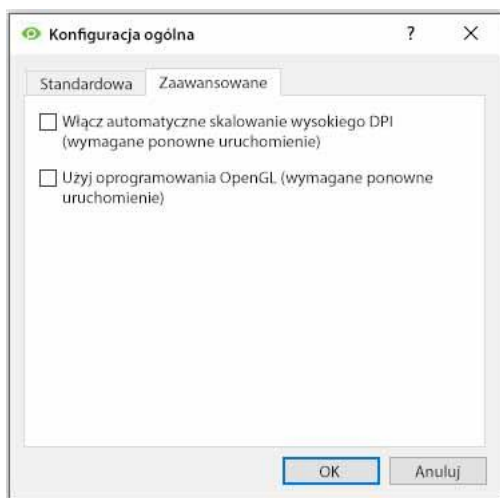 Konfiguracja ogólna
?
Standardowa
Zaawansowane
Włącz automatyczne skalowanie wysokiego DPI
(wymagane ponowne uruchomienie)
Użyj oprogramowania OpenGL (wymagane ponowne
uruchomienie)
OK
Anuluj